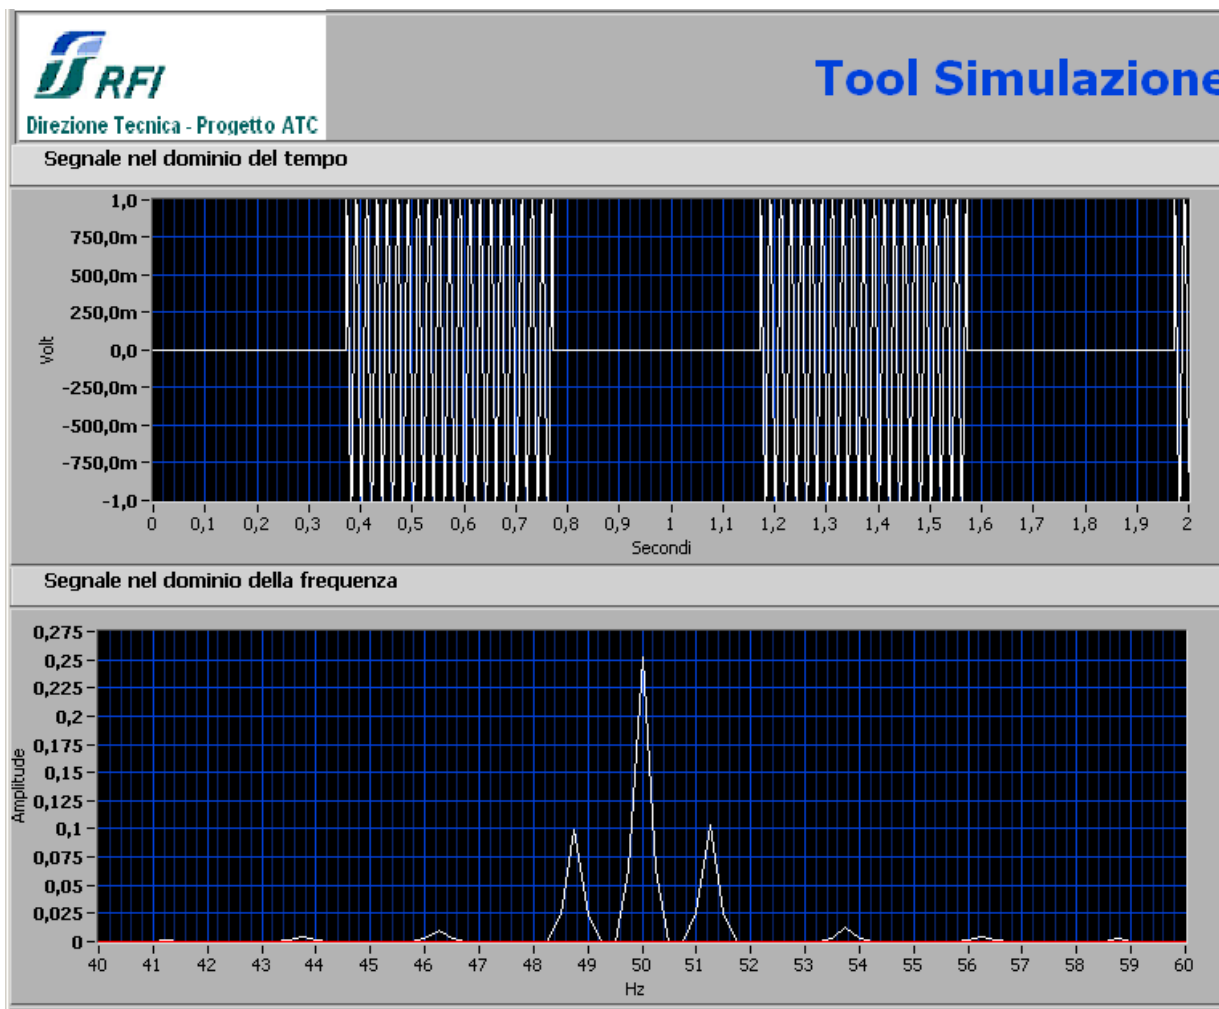 RFI
Tool Simulazione
Direzione Tecnica - Progetto ATC
Segnale nel dominio del tempo
1,0
750,0m
500,0m
250,0m
0,0
-250,0m
-500,0m
-750,0m
-1,0
Volt
0 0,1 0,2 0,3 0,4 0,5 0,6 0,7 0,8 0,9 1 1,1 1,2 1,3 1,4 1,5 1,6 1,7 1,8 1,9 2
Secondi
Segnale nel dominio della frequenza
0,275
0,25
0,225
0,2
0,175
0,15
0,125
0,1
0,075
0,05
0,025
0
Amplitude
40 41 42 43 44 45 46 47 48 49 50 51 52 53 54 55 56 57 58 59 60
Hz